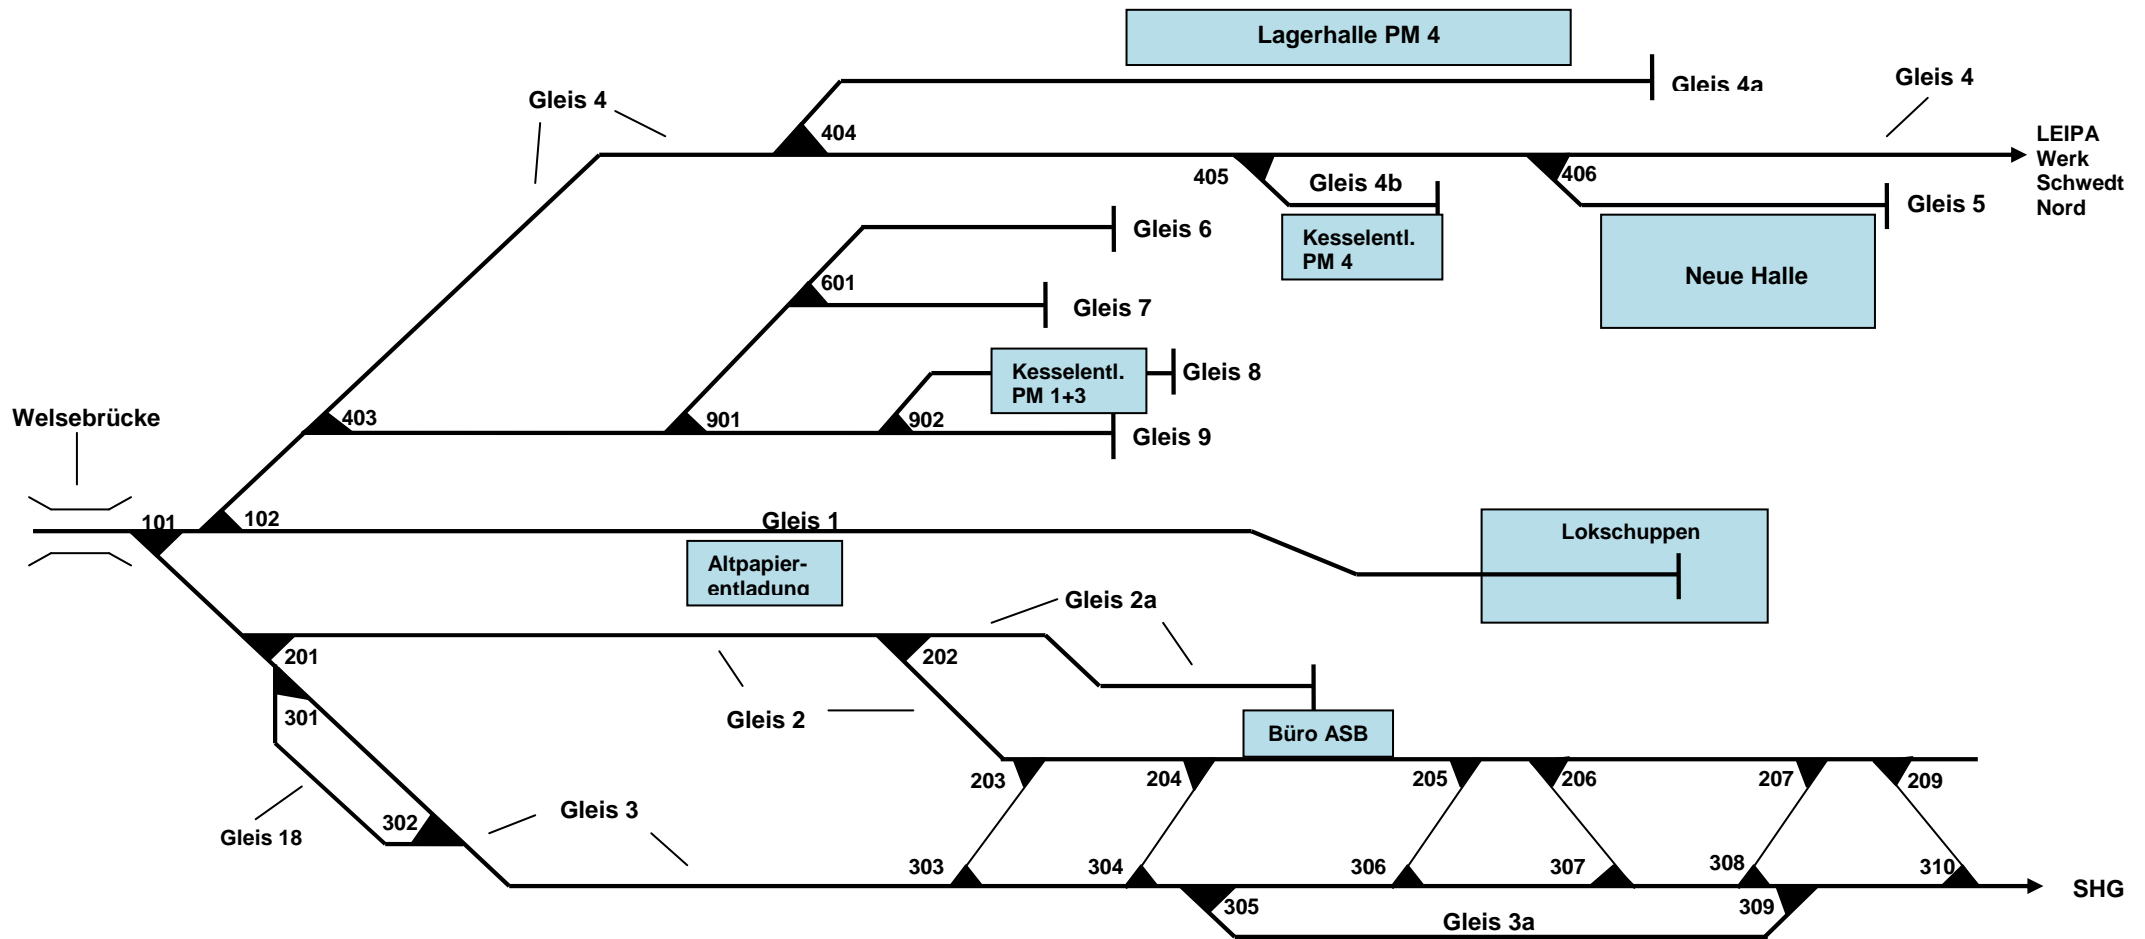 Lagerhalle PM 4
Gleis 4
Gleis 4a
Gleis 4
404
LEIPA
Werk
Schwedt
Nord
405
Gleis 4b
406
Gleis 5
Gleis 6
Kesselentl.
PM 4
Neue Halle
601
Gleis 7
Kesselentl.
PM 1+3
Gleis 8
Welsebrücke
403
901
902
Gleis 9
101
102
Gleis 1
Lokschuppen
Altpapier-
entladung
Gleis 2a
201
202
301
Gleis 2
Büro ASB
203
204
205
206
207
209
Gleis 18
302
Gleis 3
303
304
306
307
308
310
SHG
305
Gleis 3a
309